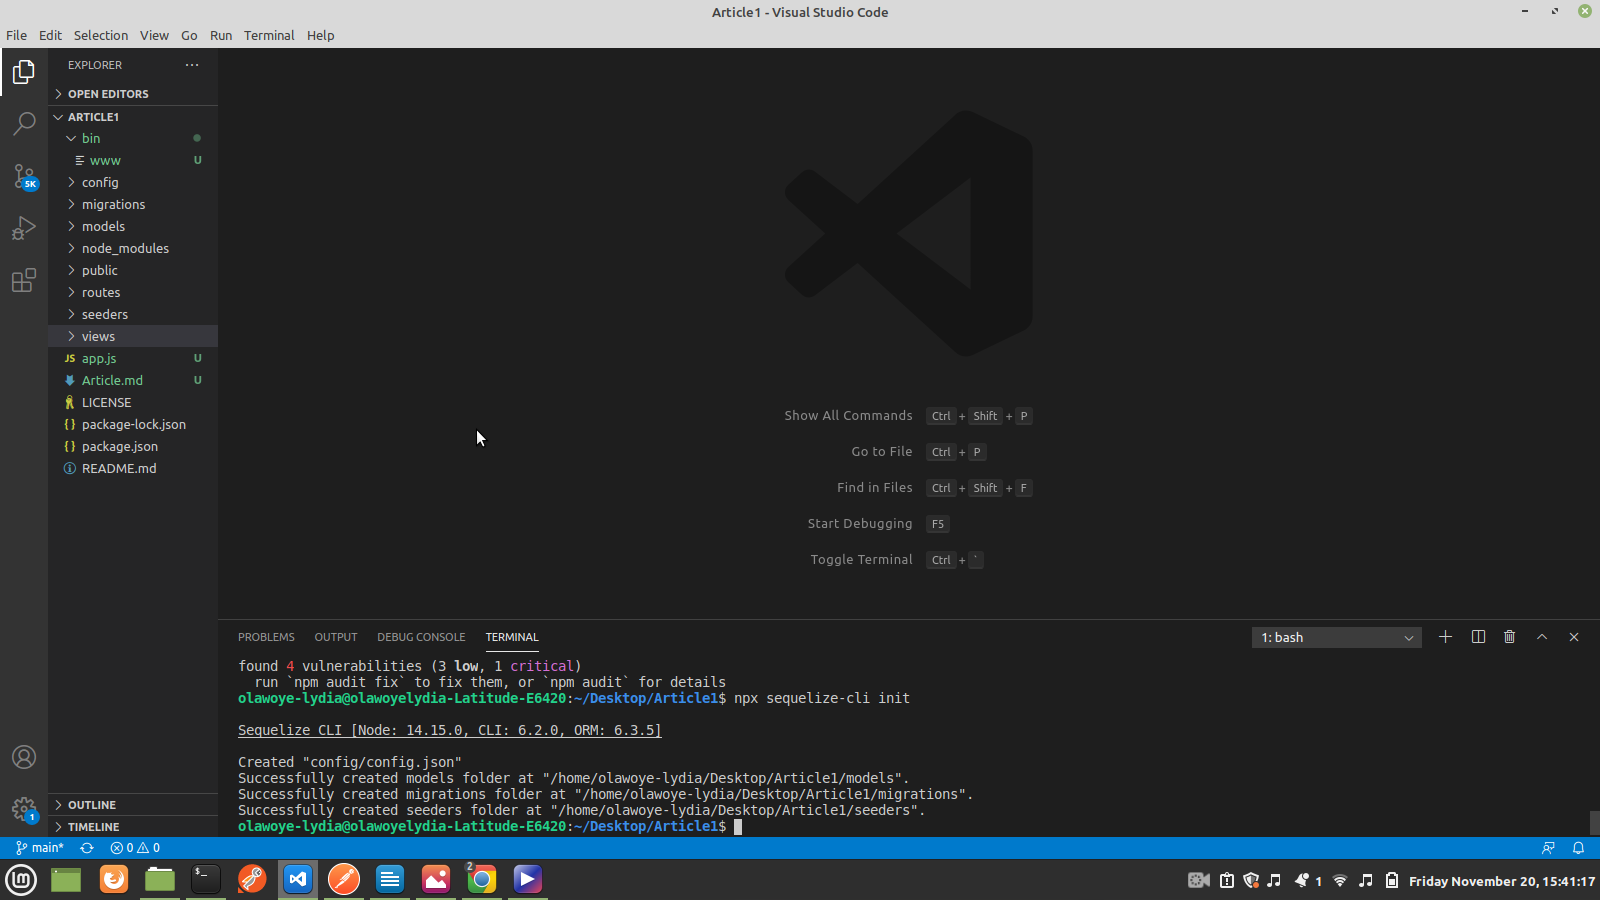 Article1 - Visual Studio Code
File Edit Selection View Go Run Terminal Help
EXPLORER
OPEN EDITORS
ARTICLE1
bin
www U
config
migrations
models
node_modules
public
routes
seeders
views
JS app.js U
Article.md U
LICENSE
{} package-lock.json
{} package.json
README.md
SK
1
OUTLINE
TIMELINE
Show All Commands Ctrl + Shift + P
Go to File Ctrl + P
Find in Files Ctrl + Shift + F
Start Debugging F5
Toggle Terminal Ctrl + `
PROBLEMS OUTPUT DEBUG CONSOLE TERMINAL
1: bash
found 4 vulnerabilities (3 low, 1 critical)
run `npm audit fix` to fix them, or `npm audit` for details
olawoye-lydia@olawoyelydia-Latitude-E6420:~/Desktop/Article1$ npx sequelize-cli init
Sequelize CLI [Node: 14.15.0, CLI: 6.2.0, ORM: 6.3.5]
Created "config/config.json"
Successfully created models folder at "/home/olawoye-lydia/Desktop/Article1/models".
Successfully created migrations folder at "/home/olawoye-lydia/Desktop/Article1/migrations".
Successfully created seeders folder at "/home/olawoye-lydia/Desktop/Article1/seeders".
olawoye-lydia@olawoyelydia-Latitude-E6420:~/Desktop/Article1$
main* 0 0
2
1 Friday November 20, 15:41:17